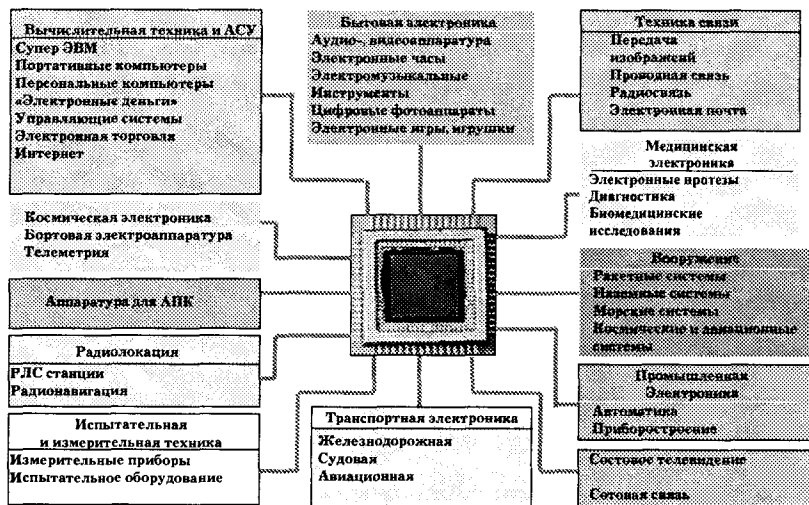 Вычислительная техника и АСУ
Супер ЭВМ
Портативные компьютеры
Персональные компьютеры
«Электронные деньги»
Управляющие системы
Электронная торговля
Интернет
Бытовая электроника
Аудио-, видеоаппаратура
Электронные часы
Электромузыкальные
Инструменты
Цифровые фотоаппараты
Электронные игры, игрушки
Техника связи
Передача
изображений
Проводная связь
Радиосвязь
Электронная почта
Медицинская
электроника
Электронные протезы
Диагностика
Биомедицинские
исследования
Космическая электроника
Бортовая электроаппаратура
Телеметрия
Вооружение
Ракетные системы
Наземные системы
Морские системы
Космические и авиационные
системы
Аппаратура для АПК
Радиолокация
РЛС станции
Радионавигация
Промышленная
Электроника
Автоматика
Приборостроение
Испытательная
и измерительная техника
Измерительные приборы
Испытательное оборудование
Транспортная электроника
Железнодорожная
Судовая
Авиационная
Состовое телевидение
Сотовая связь